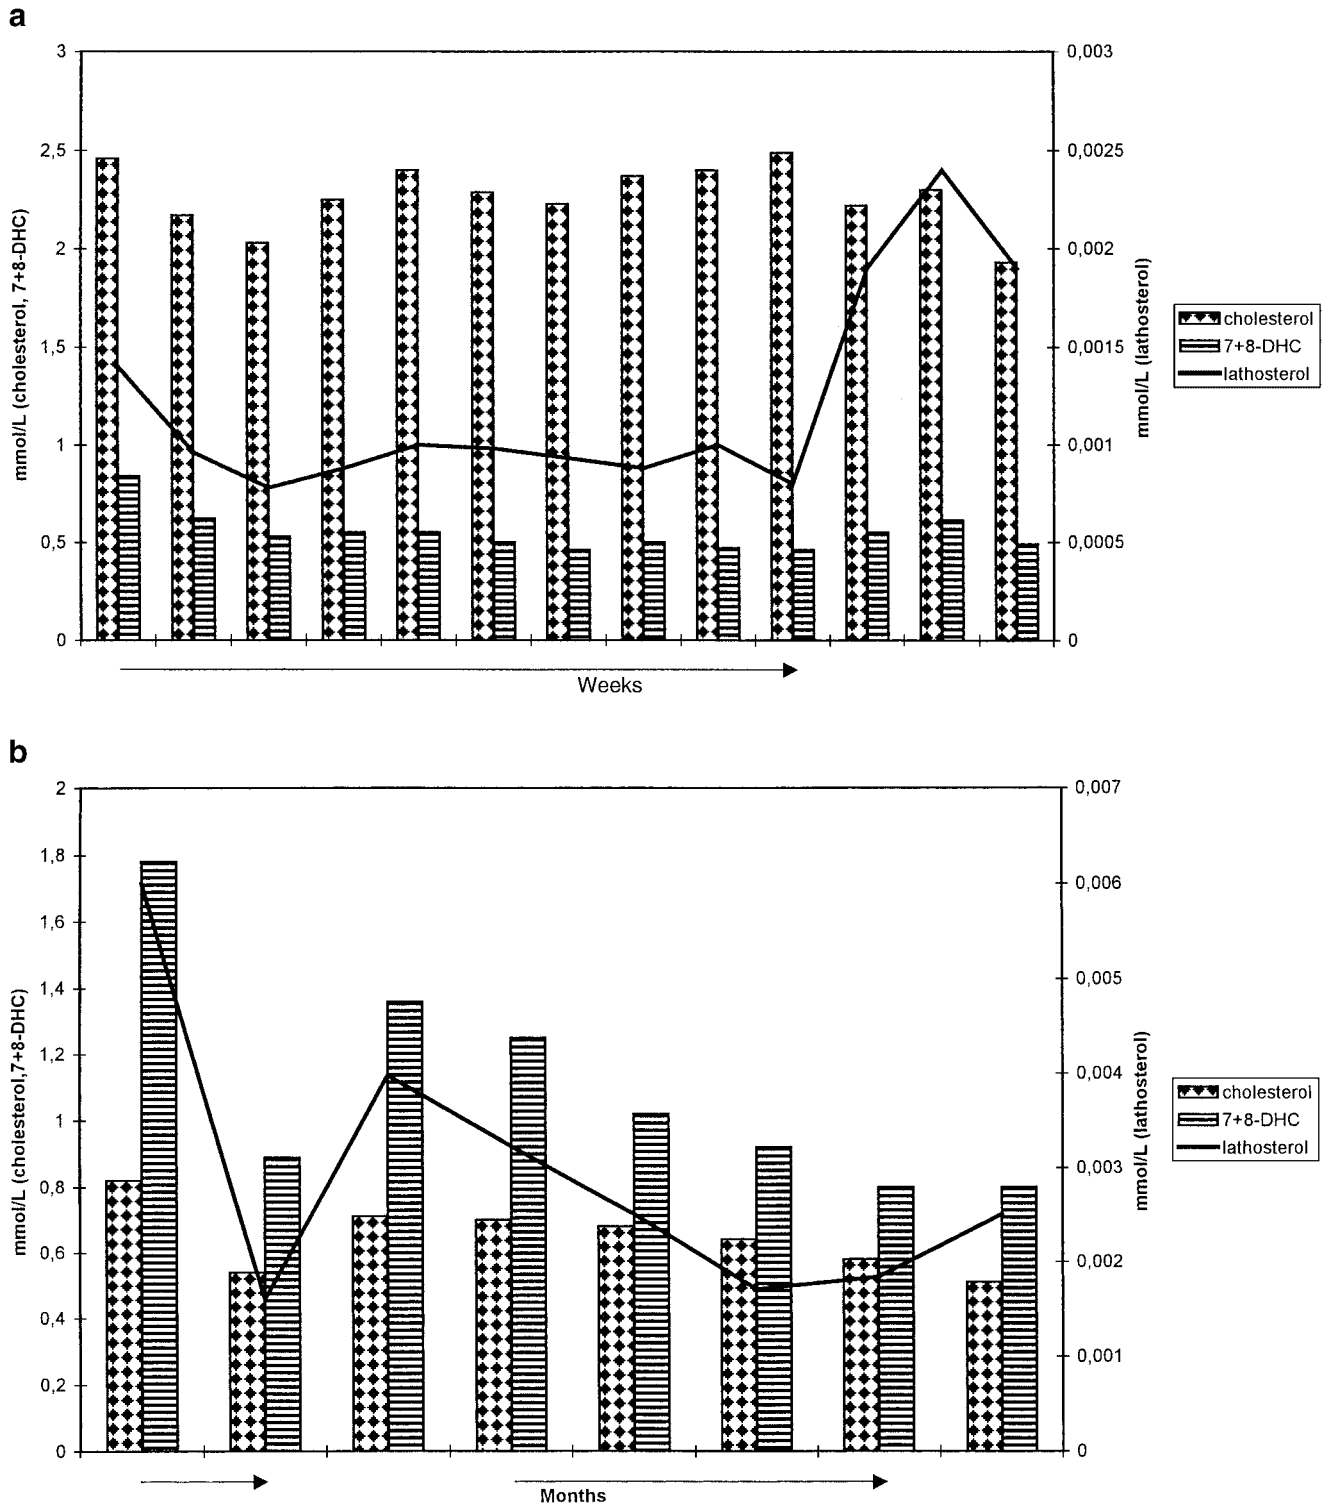 a
3
2,5
2
1,5
1
0,5
0
mmol/L (cholesterol, 7+8-DHC)
0,003
0,0025
0,002
0,0015
0,001
0,0005
0
mmol/L (lathosterol)
cholesterol
7+8-DHC
lathosterol
Weeks
b
2
1,8
1,6
1,4
1,2
1
0,8
0,6
0,4
0,2
0
mmol/L (cholesterol,7+8-DHC)
0,007
0,006
0,005
0,004
0,003
0,002
0,001
0
mmol/L (lathosterol)
cholesterol
7+8-DHC
lathosterol
Months